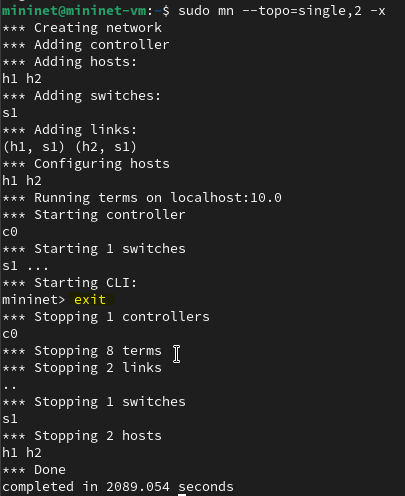 mininet@mininet-vm:~$ sudo mn --topo=single,2 -x
*** Creating network
*** Adding controller
*** Adding hosts:
h1 h2
*** Adding switches:
s1
*** Adding links:
(h1, s1) (h2, s1)
*** Configuring hosts
h1 h2
*** Running terms on localhost:10.0
*** Starting controller
c0
*** Starting 1 switches
s1 ...
*** Starting CLI:
mininet> exit
*** Stopping 1 controllers
c0
*** Stopping 8 terms
*** Stopping 2 links
..
*** Stopping 1 switches
s1
*** Stopping 2 hosts
h1 h2
*** Done
completed in 2089.054 seconds